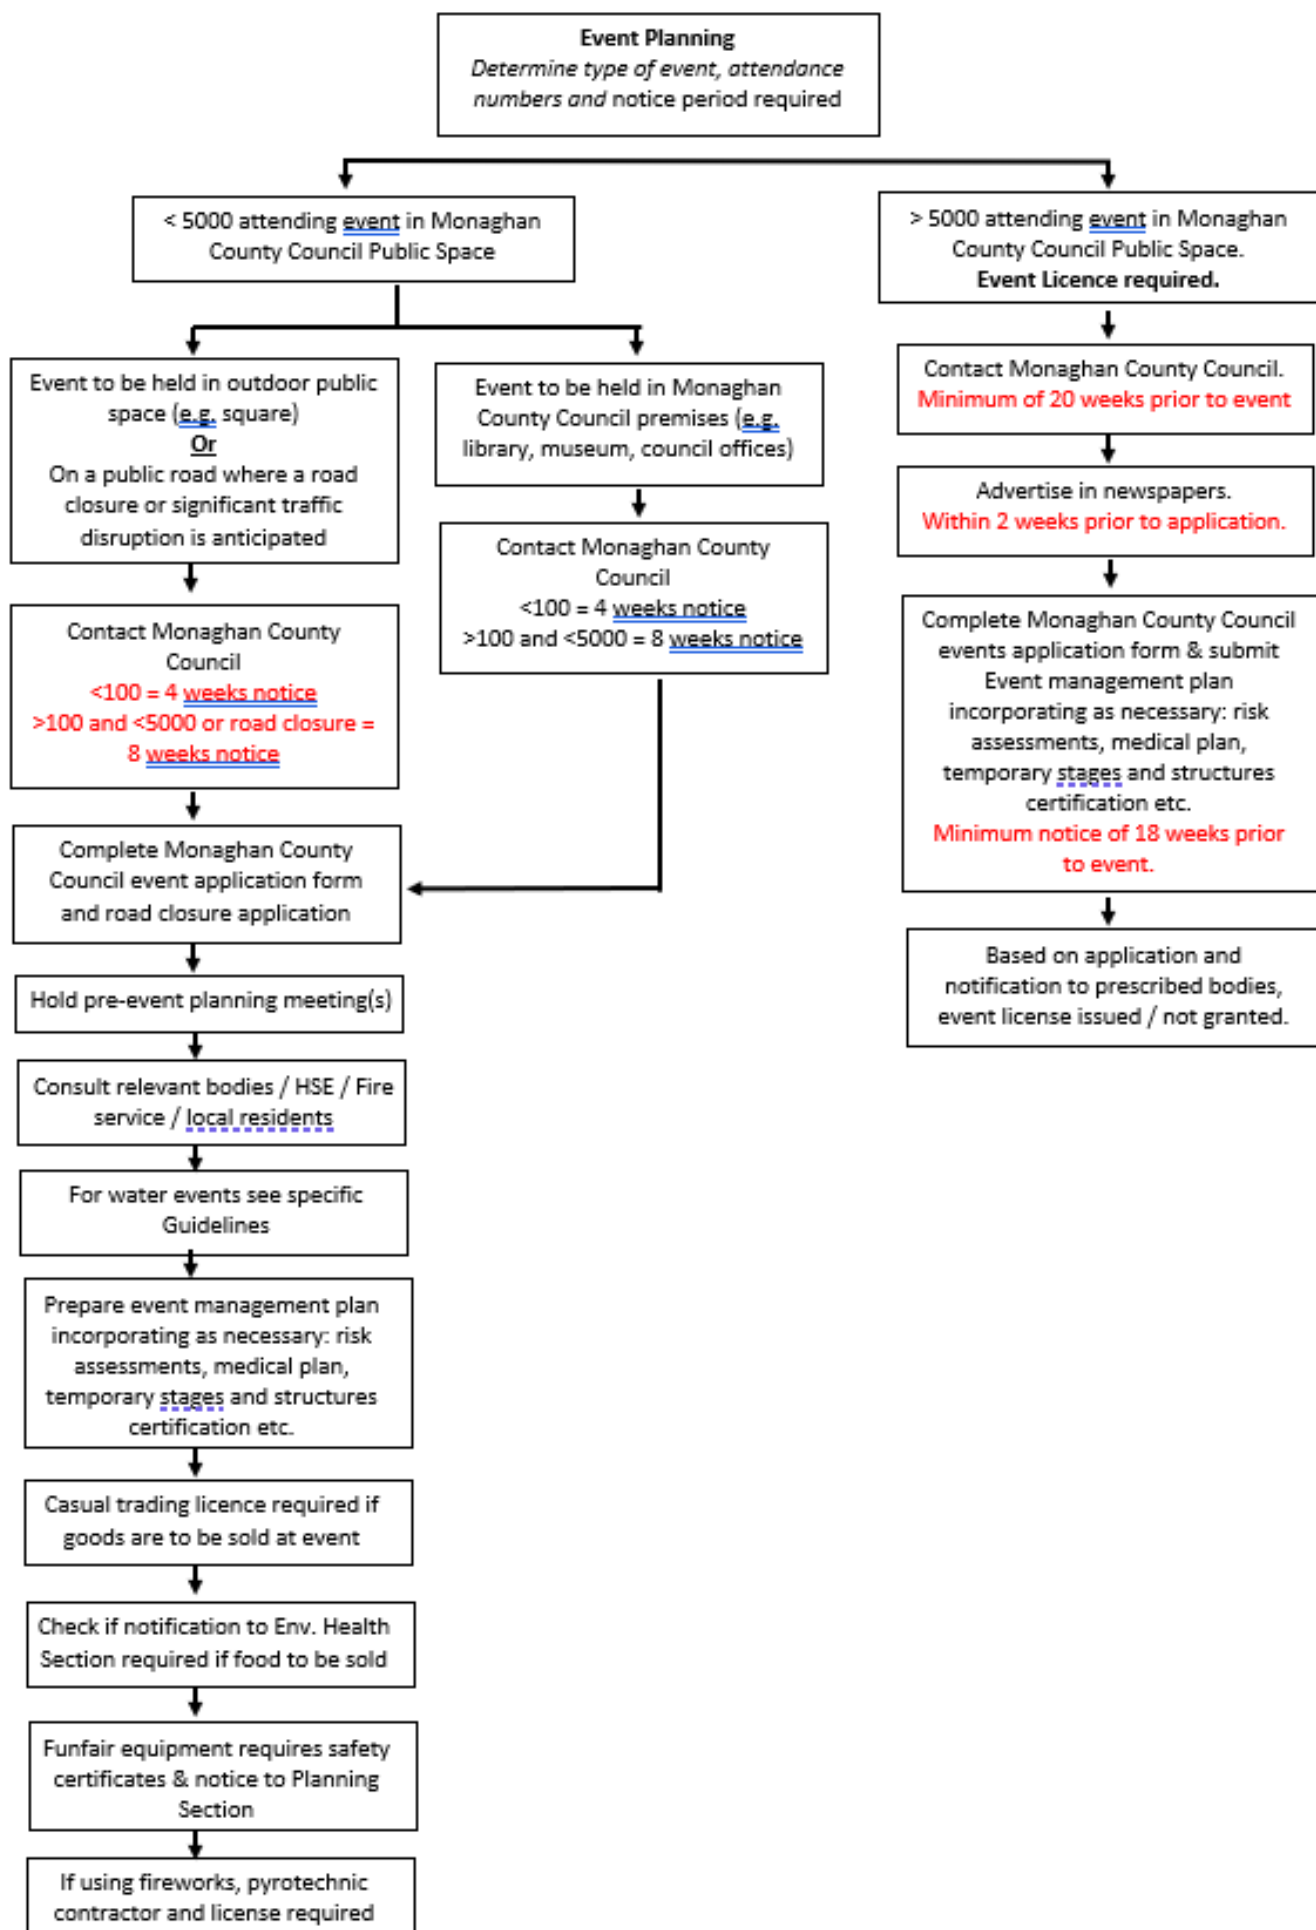 Event Planning
Determine type of event, attendance
numbers and notice period required
< 5000 attending event in Monaghan
County Council Public Space
> 5000 attending event in Monaghan
County Council Public Space.
Event Licence required.
Event to be held in outdoor public
space (e.g. square)
Or
On a public road where a road
closure or significant traffic
disruption is anticipated
Event to be held in Monaghan
County Council premises (e.g.
library, museum, council offices)
Contact Monaghan County Council.
Minimum of 20 weeks prior to event
Advertise in newspapers.
Within 2 weeks prior to application.
Contact Monaghan County
Council
<100 = 4 weeks notice
>100 and <5000 = 8 weeks notice
Contact Monaghan County
Council
<100 = 4 weeks notice
>100 and <5000 or road closure =
8 weeks notice
Complete Monaghan County Council
events application form & submit
Event management plan
incorporating as necessary: risk
assessments, medical plan,
temporary stages and structures
certification etc.
Minimum notice of 18 weeks prior
to event.
Complete Monaghan County
Council event application form
and road closure application
Based on application and
notification to prescribed bodies,
event license issued / not granted.
Hold pre-event planning meeting(s)
Consult relevant bodies / HSE / Fire
service / local residents
For water events see specific
Guidelines
Prepare event management plan
incorporating as necessary: risk
assessments, medical plan,
temporary stages and structures
certification etc.
Casual trading licence required if
goods are to be sold at event
Check if notification to Env. Health
Section required if food to be sold
Funfair equipment requires safety
certificates & notice to Planning
Section
If using fireworks, pyrotechnic
contractor and license required